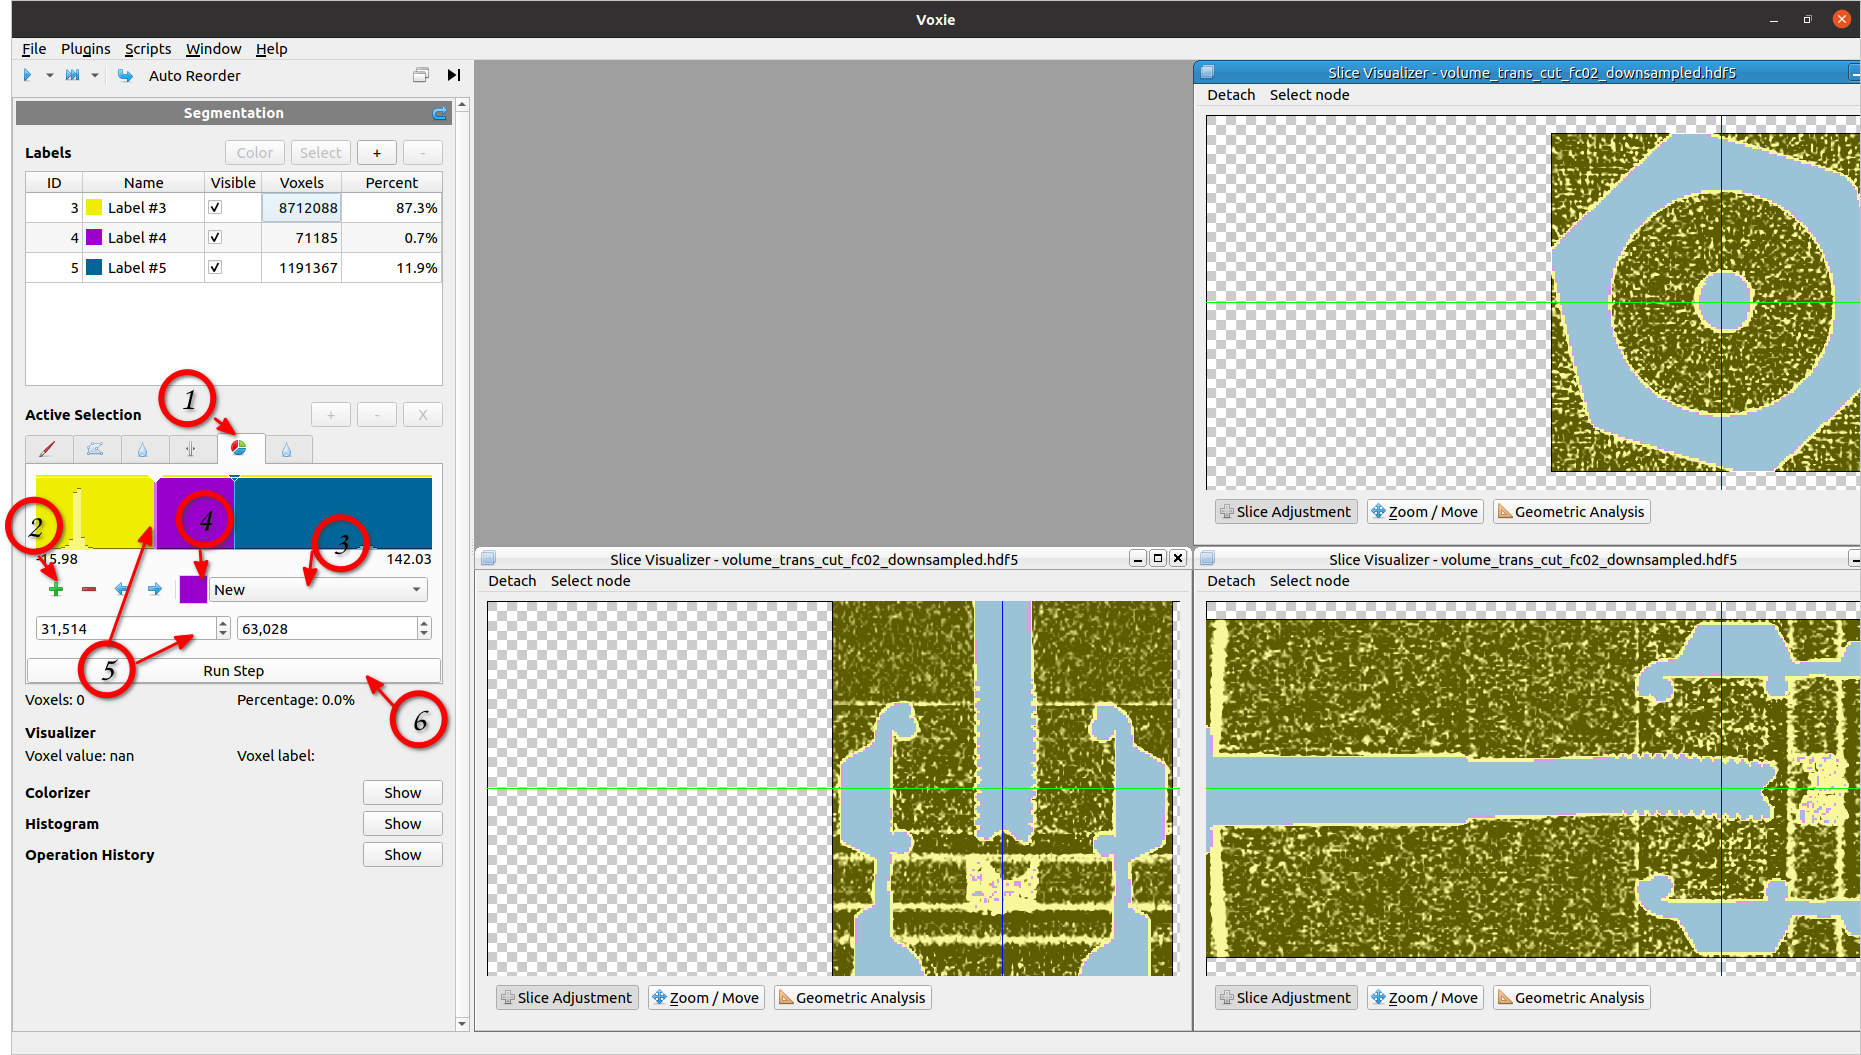 Voxie
File Plugins Scripts Window Help
Auto Reorder
Segmentation
Labels Color Select + -
ID Name Visible Voxels Percent
3 Label #3 8712088 87.3%
4 Label #4 71185 0.7%
5 Label #5 1191367 11.9%
1
Active Selection + - X
2
4
3
5.98 142.03
New
31,514 63,028
5
Run Step
6
Voxels: 0 Percentage: 0.0%
Visualizer
Voxel value: nan Voxel label:
Colorizer Show
Histogram Show
Operation History Show
Slice Visualizer - volume_trans_cut_fc02_downsampled.hdf5
Detach Select node
Slice Adjustment Zoom / Move Geometric Analysis
Slice Visualizer - volume_trans_cut_fc02_downsampled.hdf5
Detach Select node
Slice Adjustment Zoom / Move Geometric Analysis
Slice Visualizer - volume_trans_cut_fc02_downsampled.hdf5
Detach Select node
Slice Adjustment Zoom / Move Geometric Analysis